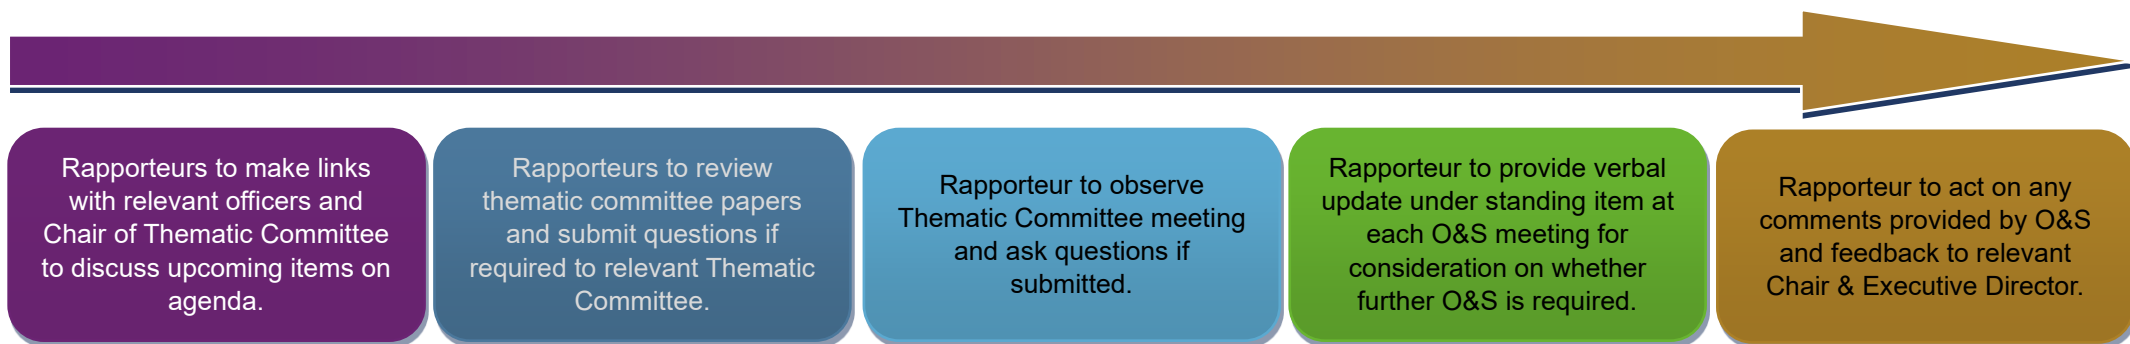 Rapporteurs to make links
with relevant officers and
Chair of Thematic Committee
to discuss upcoming items on
agenda.
Rapporteurs to review
thematic committee papers
and submit questions if
required to relevant Thematic
Committee.
Rapporteur to observe
Thematic Committee meeting
and ask questions if
submitted.
Rapporteur to provide verbal
update under standing item at
each O&S meeting for
consideration on whether
further O&S is required.
Rapporteur to act on any
comments provided by O&S
and feedback to relevant
Chair & Executive Director.